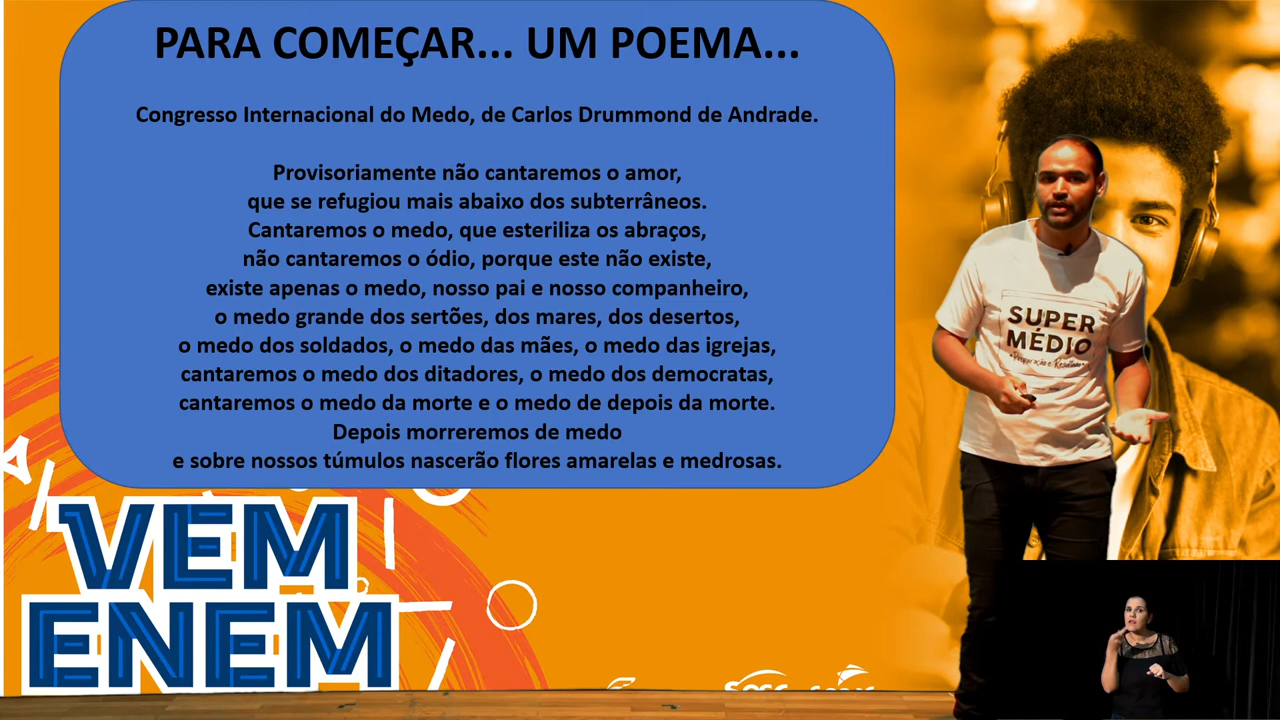 PARA COMEÇAR... UM POEMA...
Congresso Internacional do Medo, de Carlos Drummond de Andrade.
Provisoriamente não cantaremos o amor,
que se refugiou mais abaixo dos subterrâneos.
Cantaremos o medo, que esteriliza os abraços,
não cantaremos o ódio, porque este não existe,
existe apenas o medo, nosso pai e nosso companheiro,
o medo grande dos sertões, dos mares, dos desertos,
o medo dos soldados, o medo das mães, o medo das igrejas,
cantaremos o medo dos ditadores, o medo dos democratas,
cantaremos o medo da morte e o medo de depois da morte.
Depois morreremos de medo
e sobre nossos túmulos nascerão flores amarelas e medrosas.
SUPER
MÉDIO
VEM
ENEM